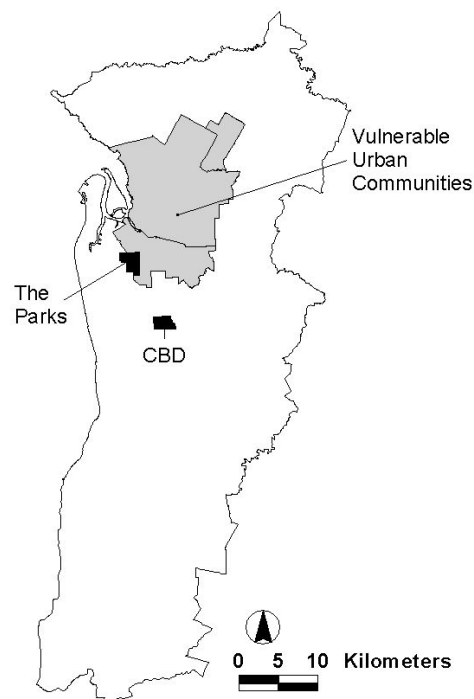 Vulnerable
Urban
Communities
The
Parks
CBD
0 5 10 Kilometers